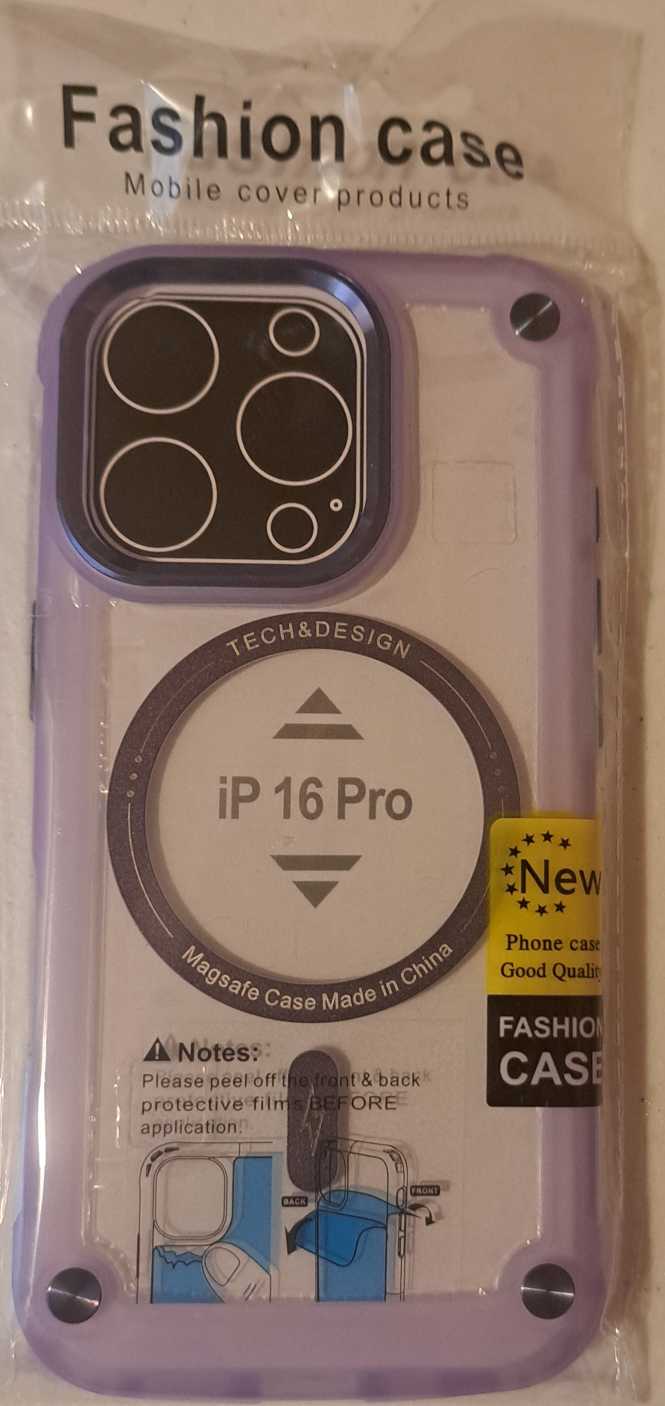 Fashion case
Mobile cover products
TECH&DESIGN
iP 16 Pro
Magsafe Case Made in China
New
Phone case
Good Quality
FASHION
CASE
Notes:
Please peel off the front & back
protective films BEFORE
application.
BACK
FRONT